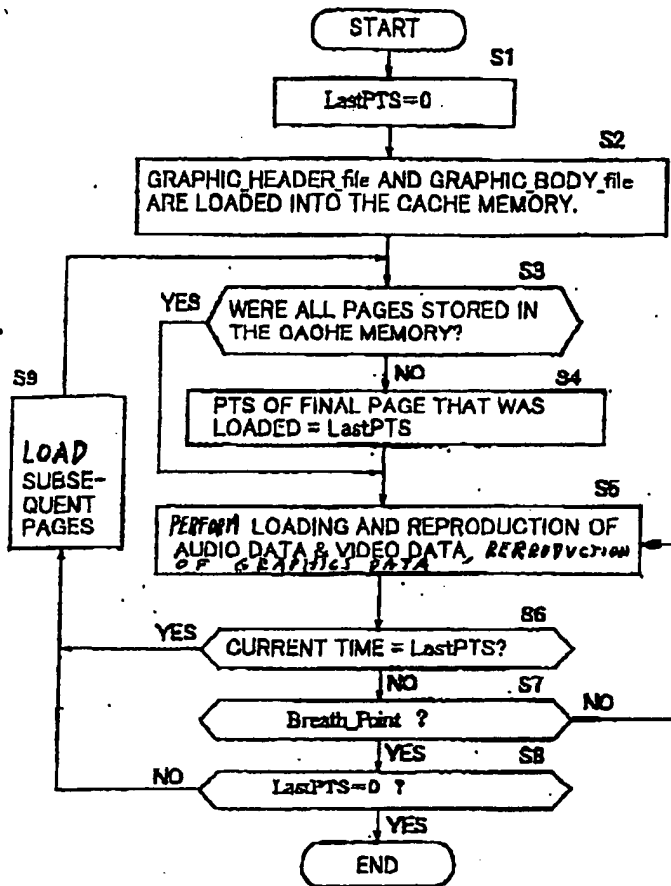 START
S1
LastPTS=0
S2
GRAPHIC_HEADER_file AND GRAPHIC_BODY_file
ARE LOADED INTO THE CACHE MEMORY.
S3
YES
WERE ALL PAGES STORED IN
THE CACHE MEMORY?
NO
S4
PTS OF FINAL PAGE THAT WAS
LOADED = LastPTS
S9
LOAD
SUBSE-
QUENT
PAGES
S5
PERFORM LOADING AND REPRODUCTION OF
AUDIO DATA & VIDEO DATA, REPRODUCTION
OF GRAPHICS DATA
S6
YES
CURRENT TIME = LastPTS?
NO
S7
Breath_Point ?
NO
YES
S8
NO
LastPTS=0 ?
YES
END